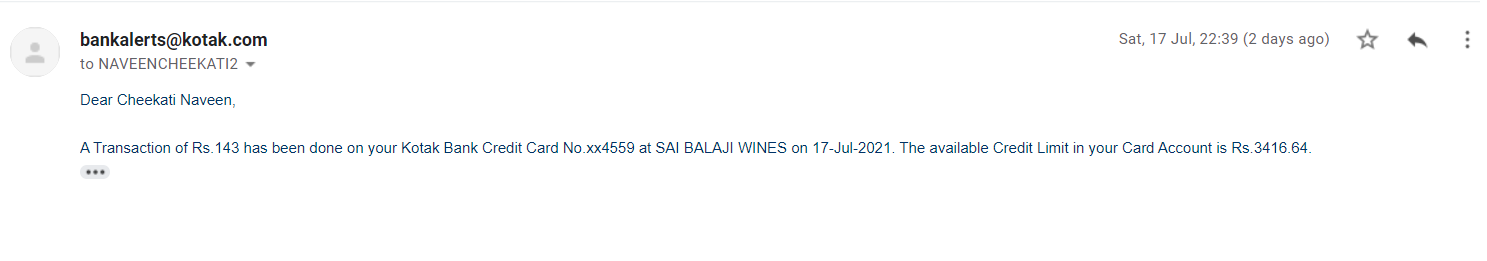 bankalerts@kotak.com
Sat, 17 Jul, 22:39 (2 days ago)
to NAVEENCHEEKATI2
Dear Cheekati Naveen,
A Transaction of Rs.143 has been done on your Kotak Bank Credit Card No.xx4559 at SAI BALAJI WINES on 17-Jul-2021. The available Credit Limit in your Card Account is Rs.3416.64.